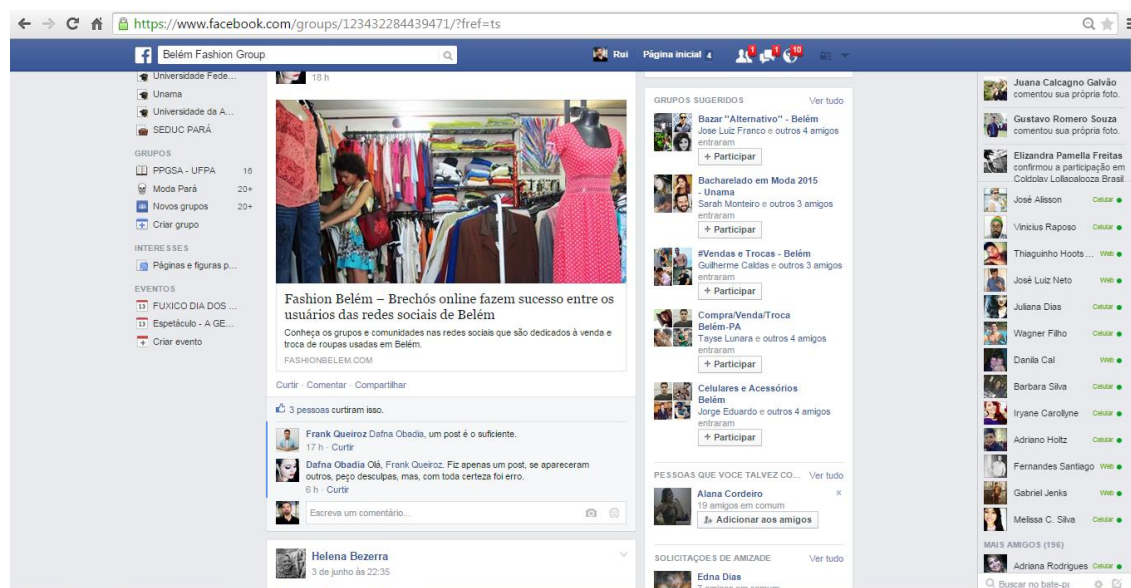 https://www.facebook.com/groups/123432284439471/?fref=ts
Belém Fashion Group
Rui
Página inicial 4
1
1
10
Universidade Fede...
Unama
Universidade da A...
SEDUC PARÁ
GRUPOS
PPGSA - UFPA 16
Moda Pará 20+
Novos grupos 20+
Criar grupo
INTERESSES
Páginas e figuras p...
EVENTOS
FUXICO DIA DOS ...
Espetáculo - A GE...
Criar evento
18 h
Fashion Belém – Brechós online fazem sucesso entre os
usuários das redes sociais de Belém
Conheça os grupos e comunidades nas redes sociais que são dedicados à venda e
troca de roupas usadas em Belém.
FASHIONBELEM.COM
Curtir · Comentar · Compartilhar
3 pessoas curtiram isso.
Frank Queiroz Dafna Obadia, um post é o suficiente.
17 h · Curtir
Dafna Obadia Olá, Frank Queiroz. Fiz apenas um post, se apareceram
outros, peço desculpas, mas, com toda certeza foi erro.
6 h · Curtir
Escreva um comentário...
Helena Bezerra
3 de junho às 22:35
GRUPOS SUGERIDOS Ver tudo
Bazar "Alternativo" - Belém
Jose Luiz Franco e outros 4 amigos
entraram
+ Participar
Bacharelado em Moda 2015
- Unama
Sarah Monteiro e outros 3 amigos
entraram
+ Participar
#Vendas e Trocas - Belém
Guilherme Caldas e outros 3 amigos
entraram
+ Participar
Compra/Venda/Troca
Belém-PA
Tayse Lunara e outros 4 amigos
entraram
+ Participar
Celulares e Acessórios
Belém
Jorge Eduardo e outros 4 amigos
entraram
+ Participar
PESSOAS QUE VOCE TALVEZ CO... Ver tudo
Alana Cordeiro x
19 amigos em comum
Adicionar aos amigos
SOLICITAÇOES DE AMIZADE Ver tudo
Edna Dias
7 amigos em comum
Juana Calcagno Galvão
comentou sua própria foto.
Gustavo Romero Souza
comentou sua própria foto.
Elizandra Pamella Freitas
confirmou a participação em
Coldplay Lollapalooza Brasil
José Alisson Celular
Vinicius Raposo Celular
Thiaguinho Hoots ... Web
José Luiz Neto Web
Juliana Dias Celular
Wagner Filho Celular
Danila Cal Web
Barbara Silva Celular
Iryane Carollyne Celular
Adriano Holtz Celular
Fernandes Santiago Web
Gabriel Jenks Web
Melissa C. Silva Celular
MAIS AMIGOS (196)
Adriana Rodrigues Celular
Buscar no bate-p